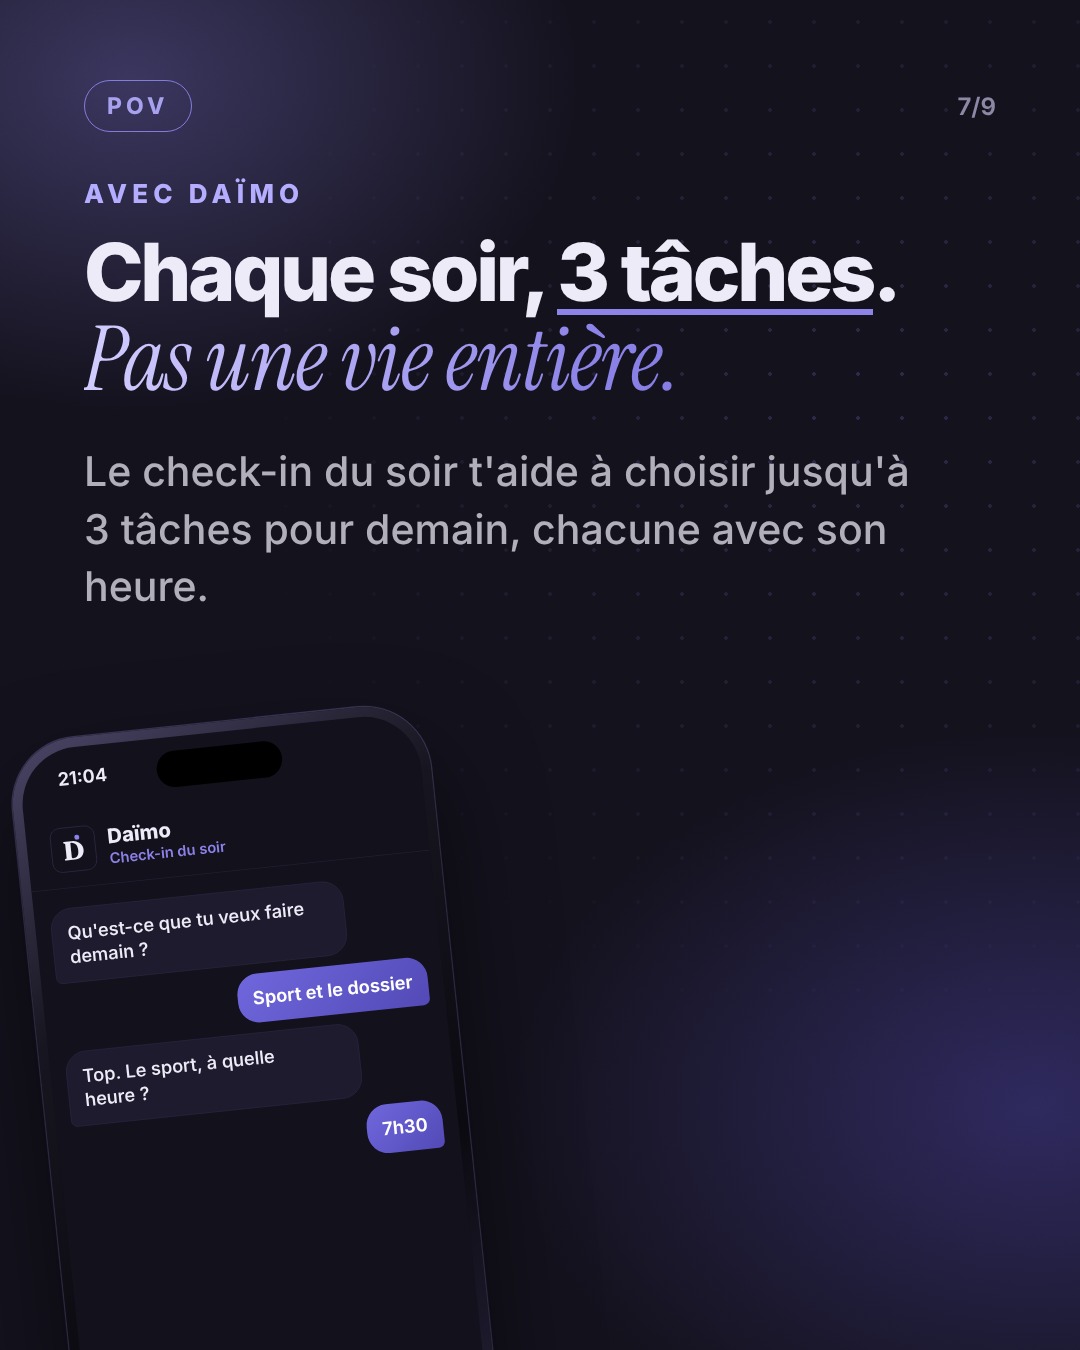 POV
7/9
AVEC DAÏMO
Chaque soir, 3 tâches.
Pas une vie entière.
Le check-in du soir t'aide à choisir jusqu'à
3 tâches pour demain, chacune avec son
heure.
21:04
D
Daïmo
Check-in du soir
Qu'est-ce que tu veux faire
demain ?
Sport et le dossier
Top. Le sport, à quelle
heure ?
7h30